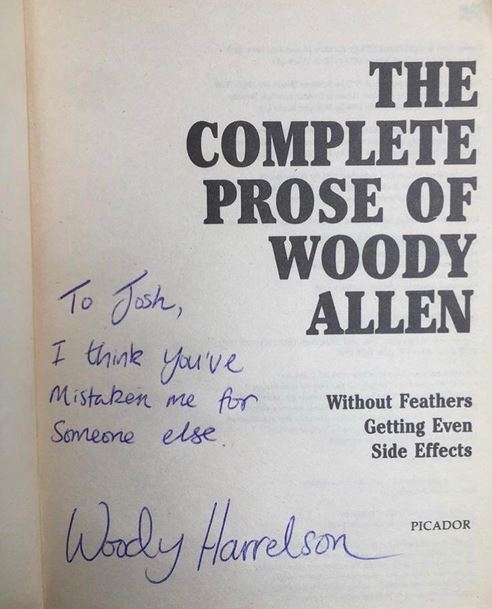 THE
COMPLETE
PROSE OF
WOODY
ALLEN
To Josh,
I think you've
Mistaken me for
Someone else.
Without Feathers
Getting Even
Side Effects
Woody Harrelson
PICADOR